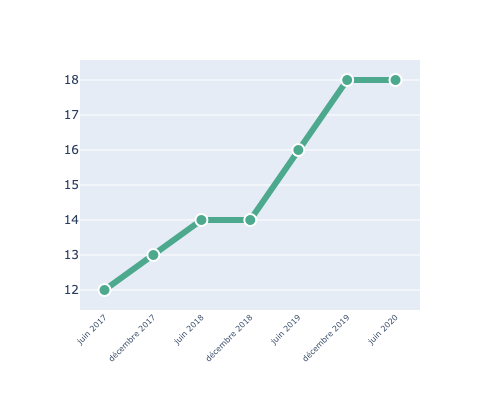 18
17
16
15
14
13
12
juin 2017
décembre 2017
juin 2018
décembre 2018
juin 2019
décembre 2019
juin 2020